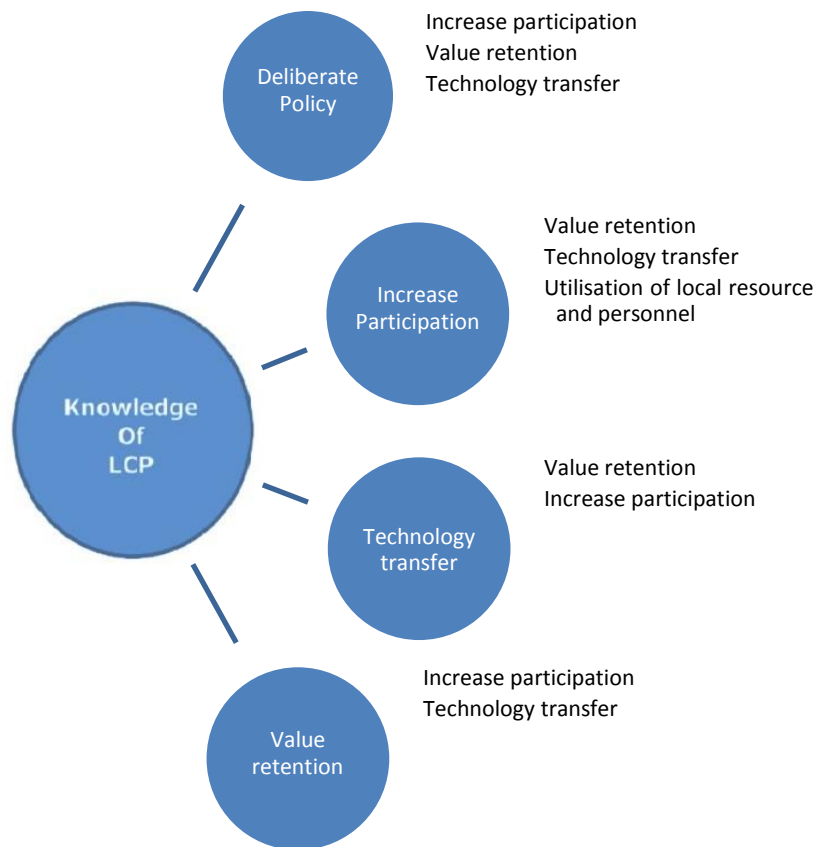 Increase participation
Value retention
Technology transfer
Deliberate
Policy
Value retention
Technology transfer
Utilisation of local resource
and personnel
Increase
Participation
Knowledge
Of
LCP
Value retention
Increase participation
Technology
transfer
Increase participation
Technology transfer
Value
retention